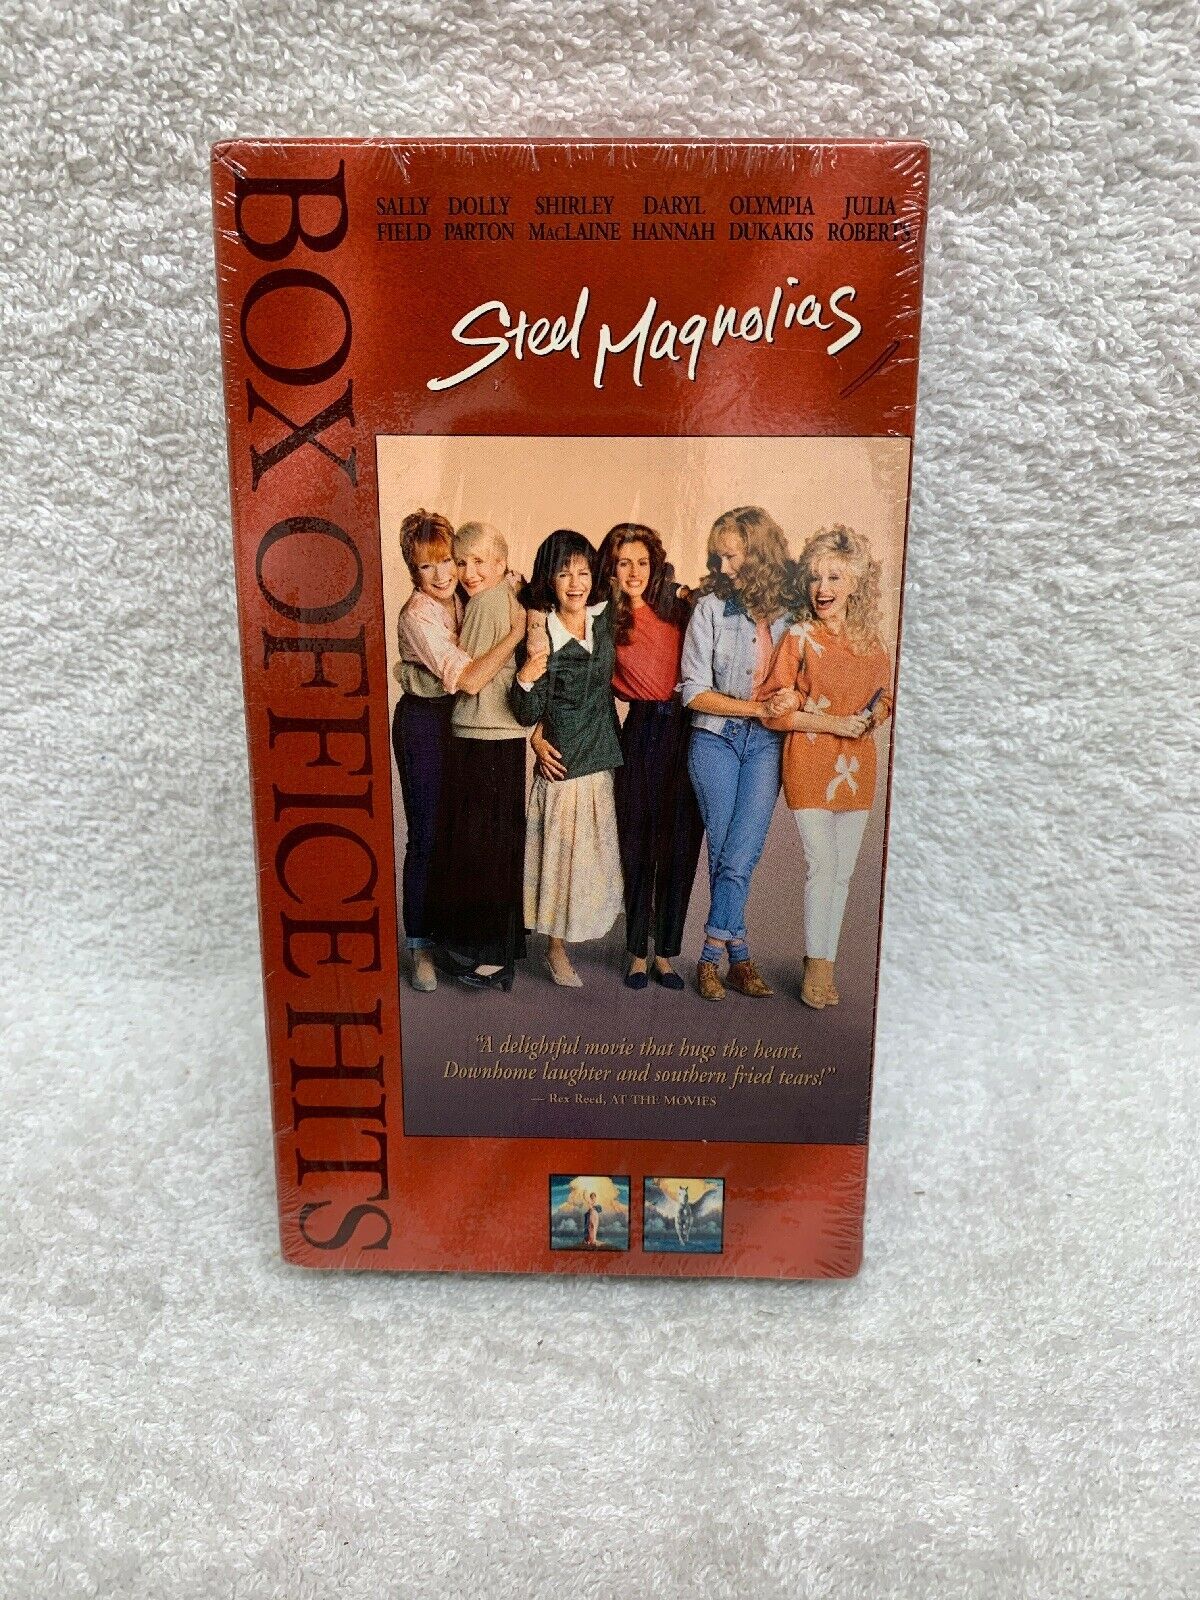 BOX OFFICE HITS
SALLY DOLLY SHIRLEY DARYL OLYMPIA JULIA
FIELD PARTON MACLAINE HANNAH DUKAKIS ROBERTS
Steel Magnolias
"A delightful movie that hugs the heart.
Downhome laughter and southern fried tears!"
— Rex Reed, AT THE MOVIES